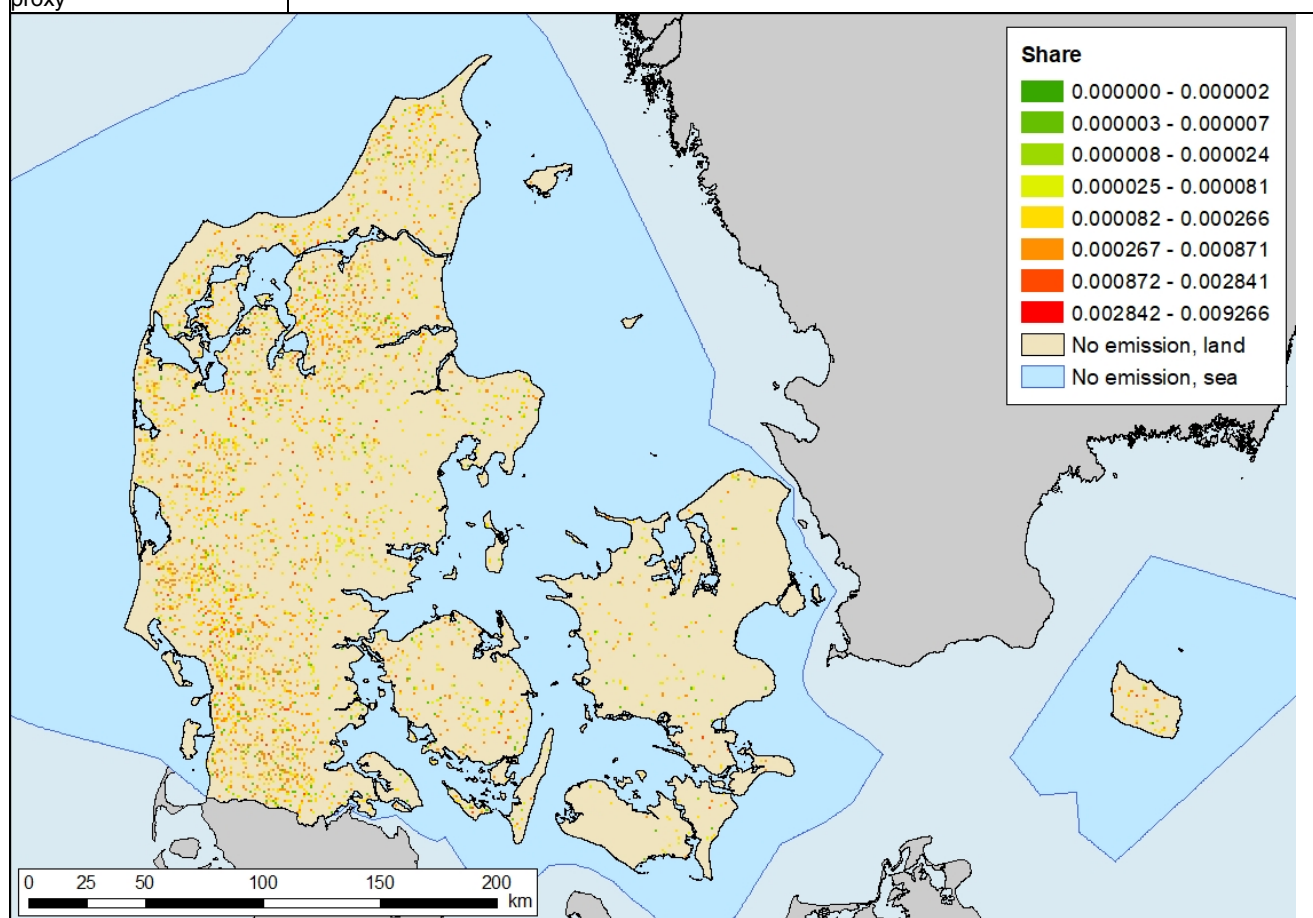 proxy
Share
0.000000 - 0.000002
0.000003 - 0.000007
0.000008 - 0.000024
0.000025 - 0.000081
0.000082 - 0.000266
0.000267 - 0.000871
0.000872 - 0.002841
0.002842 - 0.009266
No emission, land
No emission, sea
0 25 50 100 150 200
km